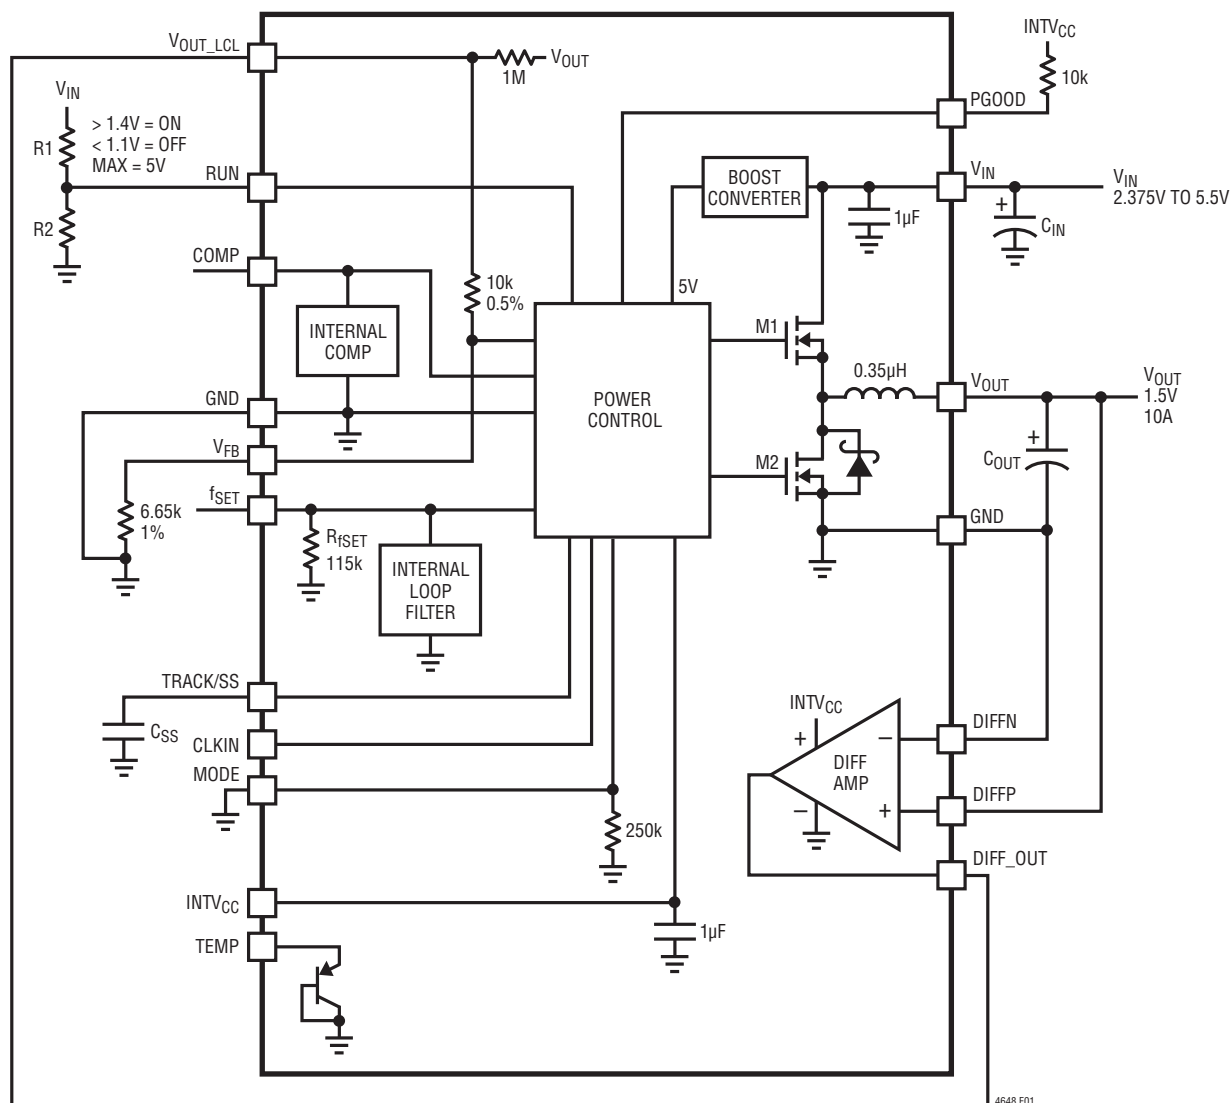 INTVCC
VOUT_LCL
VOUT
1M
10k
VIN
PGOOD
> 1.4V = ON
< 1.1V = OFF
MAX = 5V
R1
RUN
BOOST
CONVERTER
VIN
VIN
2.375V TO 5.5V
1µF
+
CIN
R2
COMP
10k
0.5%
5V
INTERNAL
COMP
M1
0.35µH
VOUT
VOUT
1.5V
10A
GND
POWER
CONTROL
VFB
M2
+
COUT
fSET
6.65k
1%
RfSET
115k
GND
INTERNAL
LOOP
FILTER
TRACK/SS
CSS
INTVCC
DIFFN
+
–
CLKIN
DIFF
AMP
MODE
DIFFP
–
+
250k
DIFF_OUT
INTVCC
1µF
TEMP
4648 F01